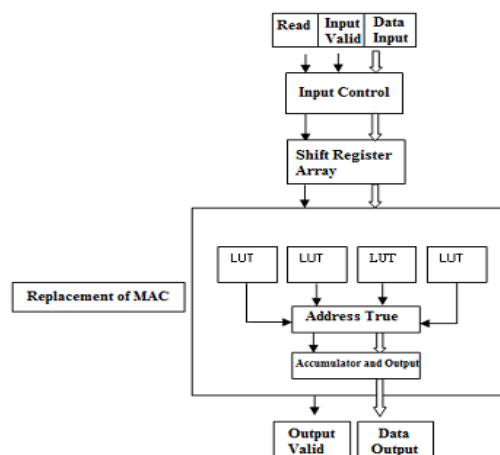 Read Input Valid Data Input
Input Control
Shift Register
Array
LUT LUT LUT LUT
Replacement of MAC
Address True
Accumulator and Output
Output Valid Data Output